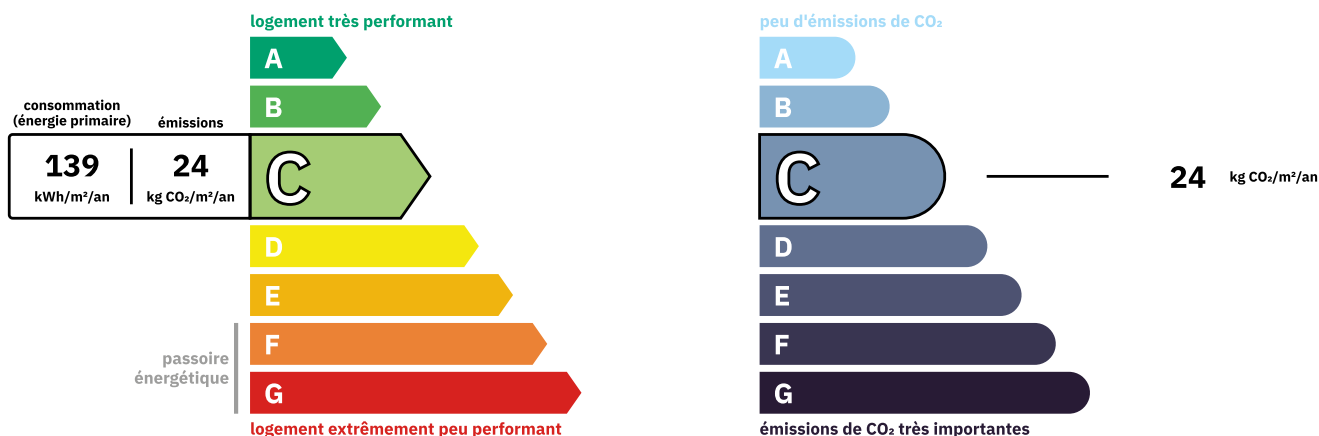 logement très performant
A
B
consommation
(énergie primaire)
émissions
139
kWh/m²/an
24
kg CO₂/m²/an
C
D
E
F
G
passoire
énergétique
logement extrêmement peu performant
peu d'émissions de CO₂
A
B
C
24
kg CO₂/m²/an
D
E
F
G
émissions de CO₂ très importantes